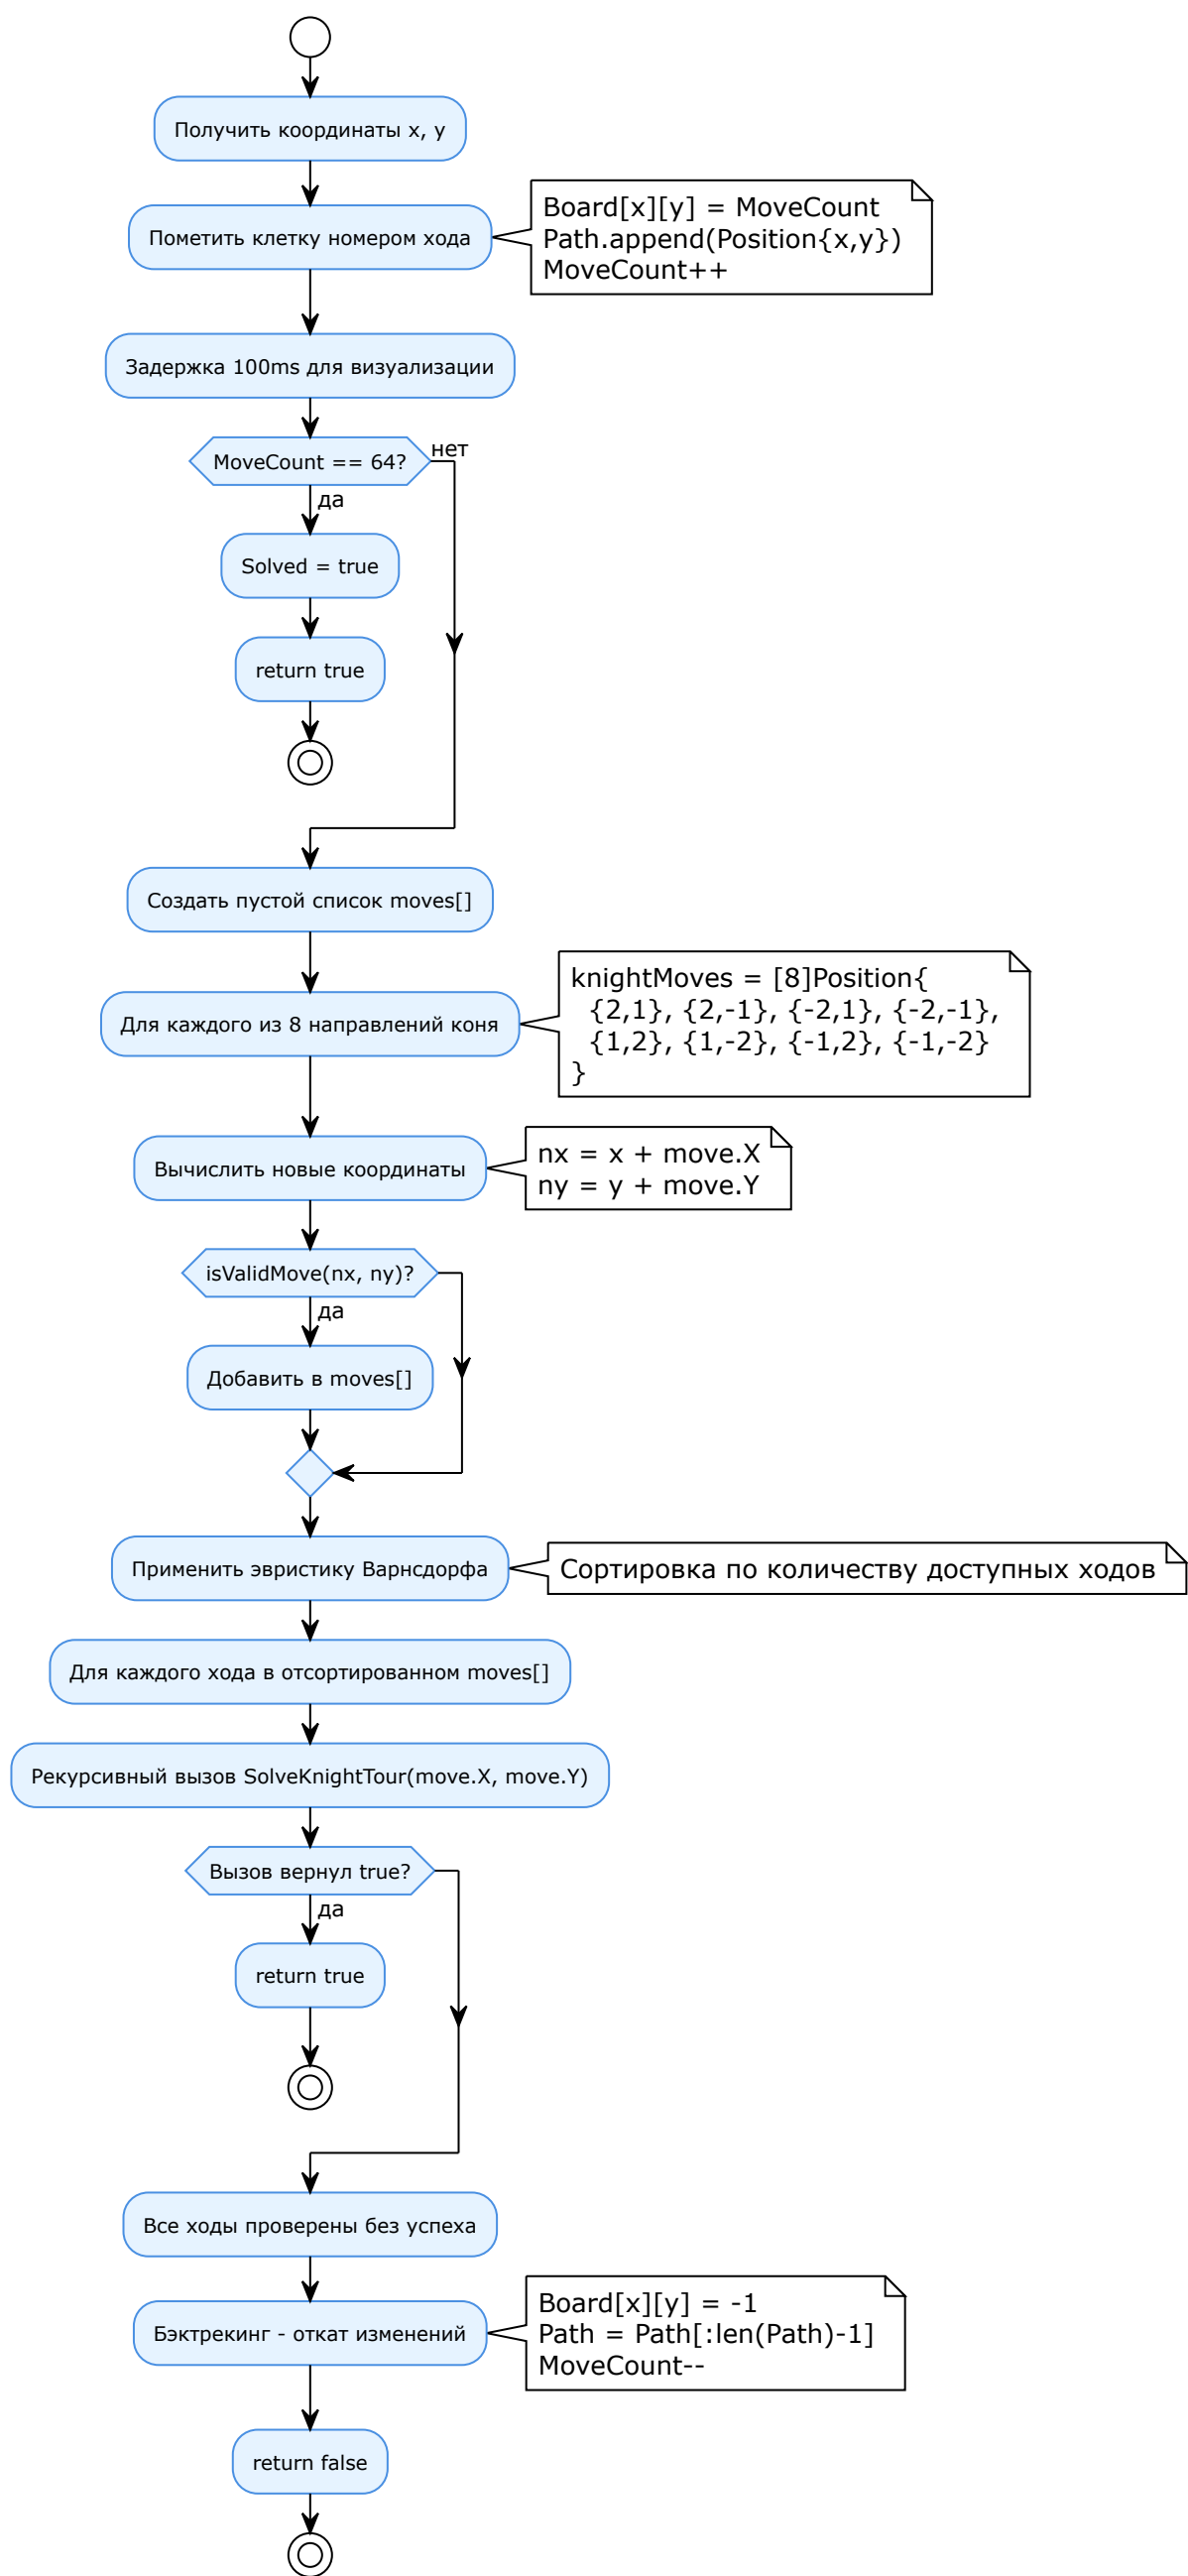 Получить координаты x, y
Пометить клетку номером хода
Board[x][y] = MoveCount
Path.append(Position{x,y})
MoveCount++
Задержка 100ms для визуализации
MoveCount == 64?
нет
да
Solved = true
return true
Создать пустой список moves[]
Для каждого из 8 направлений коня
knightMoves = [8]Position{
{2,1}, {2,-1}, {-2,1}, {-2,-1},
{1,2}, {1,-2}, {-1,2}, {-1,-2}
}
Вычислить новые координаты
nx = x + move.X
ny = y + move.Y
isValidMove(nx, ny)?
да
Добавить в moves[]
Применить эвристику Варнсдорфа
Сортировка по количеству доступных ходов
Для каждого хода в отсортированном moves[]
Рекурсивный вызов SolveKnightTour(move.X, move.Y)
Вызов вернул true?
да
return true
Все ходы проверены без успеха
Бэктрекинг - откат изменений
Board[x][y] = -1
Path = Path[:len(Path)-1]
MoveCount--
return false